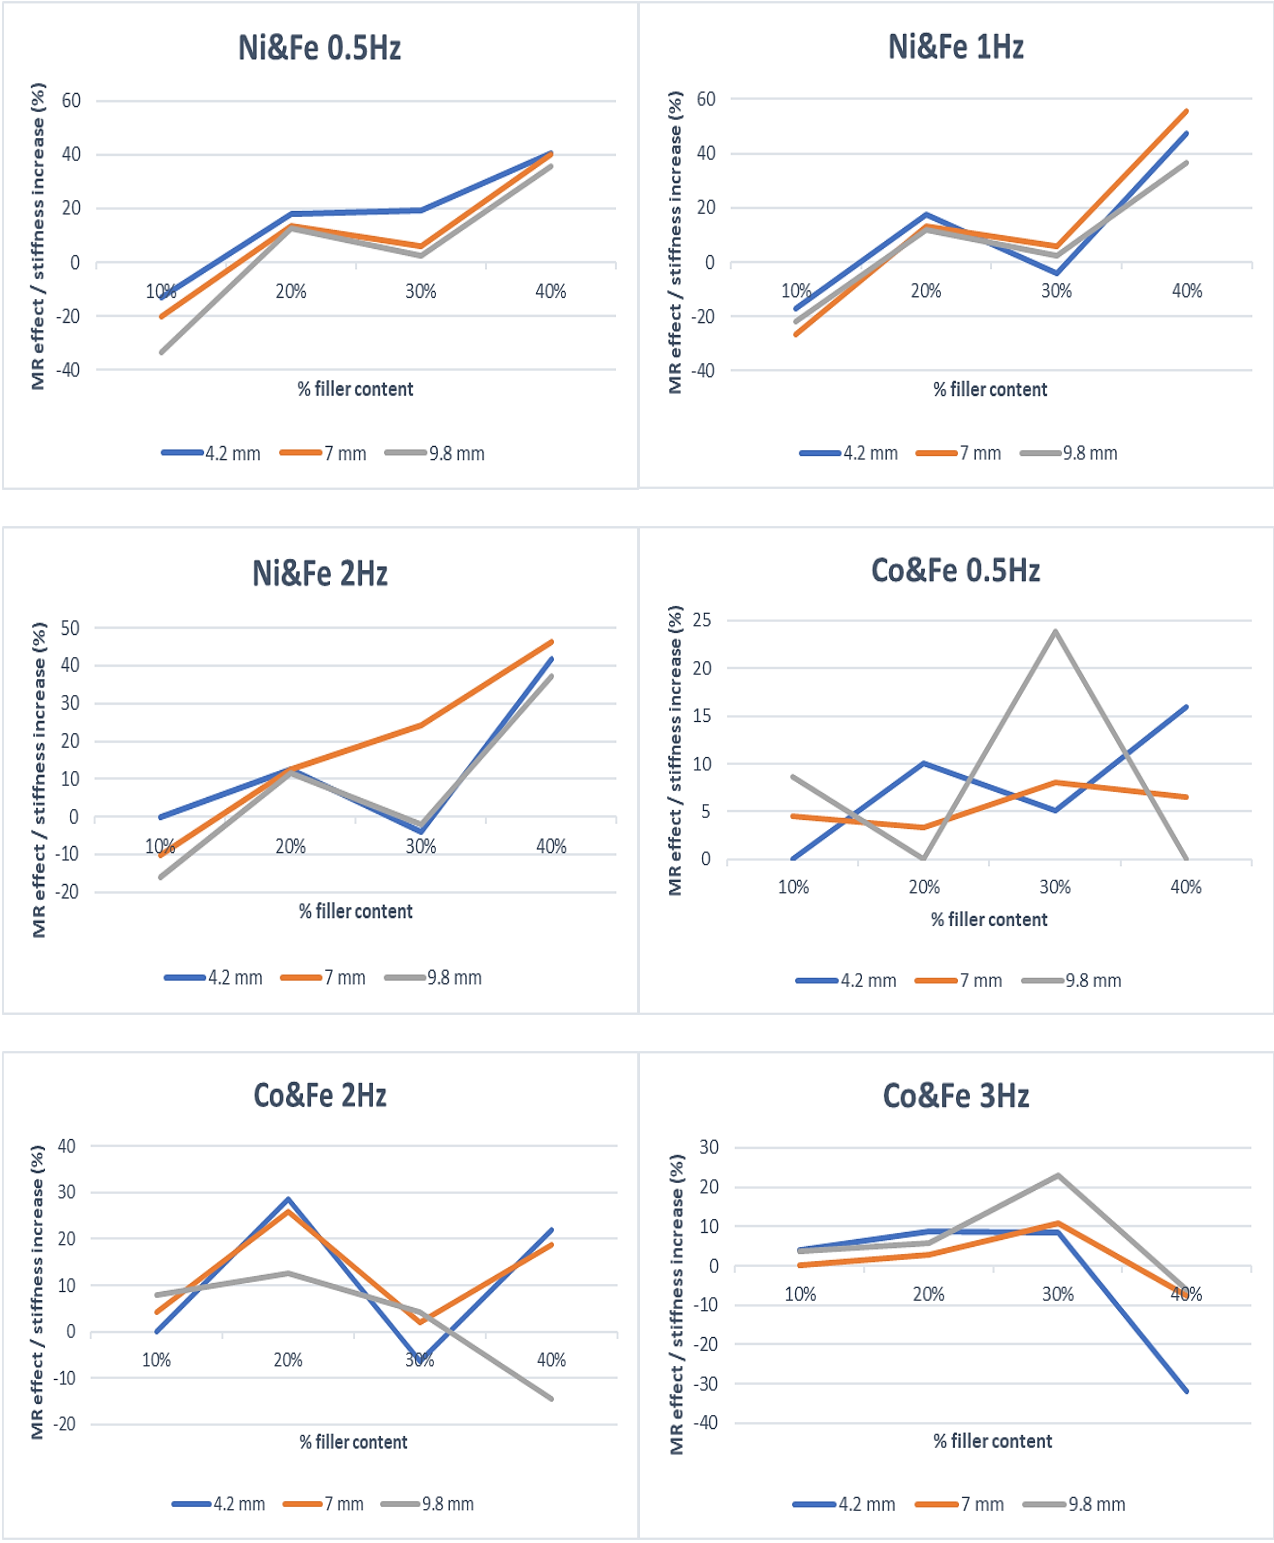 Ni&Fe 0.5Hz
MR effect / stiffness increase (%)
60
40
20
0
-20
-40
10%
20%
30%
40%
% filler content
4.2 mm
7 mm
9.8 mm
Ni&Fe 1Hz
MR effect / stiffness increase (%)
60
40
20
0
-20
-40
10%
20%
30%
40%
% filler content
4.2 mm
7 mm
9.8 mm
Ni&Fe 2Hz
MR effect / stiffness increase (%)
50
40
30
20
10
0
-10
-20
10%
20%
30%
40%
% filler content
4.2 mm
7 mm
9.8 mm
Co&Fe 0.5Hz
MR effect / stiffness increase (%)
25
20
15
10
5
0
10%
20%
30%
40%
% filler content
4.2 mm
7 mm
9.8 mm
Co&Fe 2Hz
MR effect / stiffness increase (%)
40
30
20
10
0
-10
-20
10%
20%
30%
40%
% filler content
4.2 mm
7 mm
9.8 mm
Co&Fe 3Hz
MR effect / stiffness increase (%)
30
20
10
0
-10
-20
-30
-40
10%
20%
30%
40%
% filler content
4.2 mm
7 mm
9.8 mm